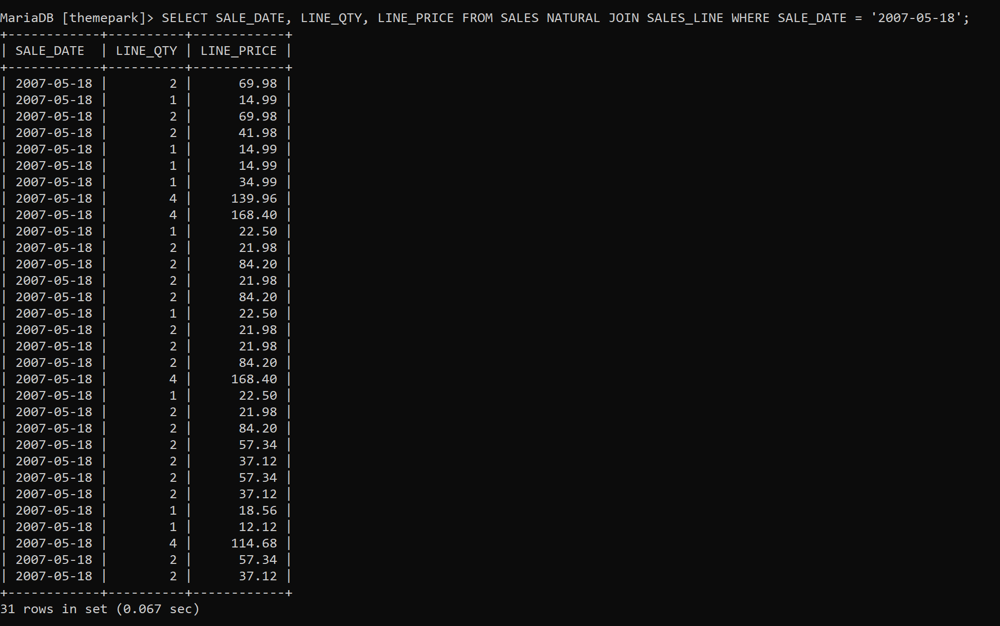 MariaDB [themepark]> SELECT SALE_DATE, LINE_QTY, LINE_PRICE FROM SALES NATURAL JOIN SALES_LINE WHERE SALE_DATE = '2007-05-18';
+------------+----------+------------+
| SALE_DATE  | LINE_QTY | LINE_PRICE |
+------------+----------+------------+
| 2007-05-18 |        2 |      69.98 |
| 2007-05-18 |        1 |      14.99 |
| 2007-05-18 |        2 |      69.98 |
| 2007-05-18 |        2 |      41.98 |
| 2007-05-18 |        1 |      14.99 |
| 2007-05-18 |        1 |      14.99 |
| 2007-05-18 |        1 |      34.99 |
| 2007-05-18 |        4 |     139.96 |
| 2007-05-18 |        4 |     168.40 |
| 2007-05-18 |        1 |      22.50 |
| 2007-05-18 |        2 |      21.98 |
| 2007-05-18 |        2 |      84.20 |
| 2007-05-18 |        2 |      21.98 |
| 2007-05-18 |        2 |      84.20 |
| 2007-05-18 |        1 |      22.50 |
| 2007-05-18 |        2 |      21.98 |
| 2007-05-18 |        2 |      21.98 |
| 2007-05-18 |        2 |      84.20 |
| 2007-05-18 |        4 |     168.40 |
| 2007-05-18 |        1 |      22.50 |
| 2007-05-18 |        2 |      21.98 |
| 2007-05-18 |        2 |      84.20 |
| 2007-05-18 |        2 |      57.34 |
| 2007-05-18 |        2 |      37.12 |
| 2007-05-18 |        2 |      57.34 |
| 2007-05-18 |        2 |      37.12 |
| 2007-05-18 |        1 |      18.56 |
| 2007-05-18 |        1 |      12.12 |
| 2007-05-18 |        4 |     114.68 |
| 2007-05-18 |        2 |      57.34 |
| 2007-05-18 |        2 |      37.12 |
+------------+----------+------------+
31 rows in set (0.067 sec)